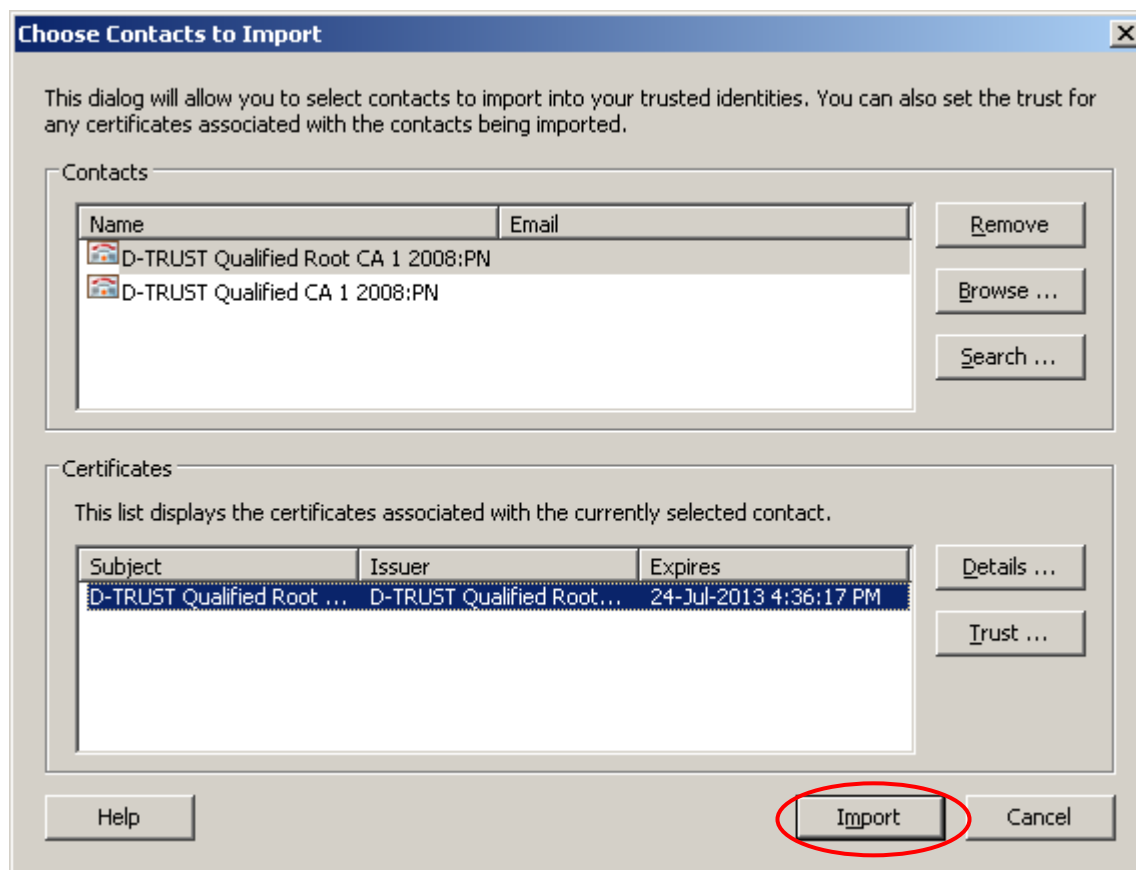 Choose Contacts to Import
This dialog will allow you to select contacts to import into your trusted identities. You can also set the trust for
any certificates associated with the contacts being imported.
Contacts
Name Email
D-TRUST Qualified Root CA 1 2008:PN
D-TRUST Qualified CA 1 2008:PN
Remove
Browse ...
Search ...
Certificates
This list displays the certificates associated with the currently selected contact.
Subject Issuer Expires
D-TRUST Qualified Root ... D-TRUST Qualified Root... 24-Jul-2013 4:36:17 PM
Details ...
Trust ...
Help Import Cancel